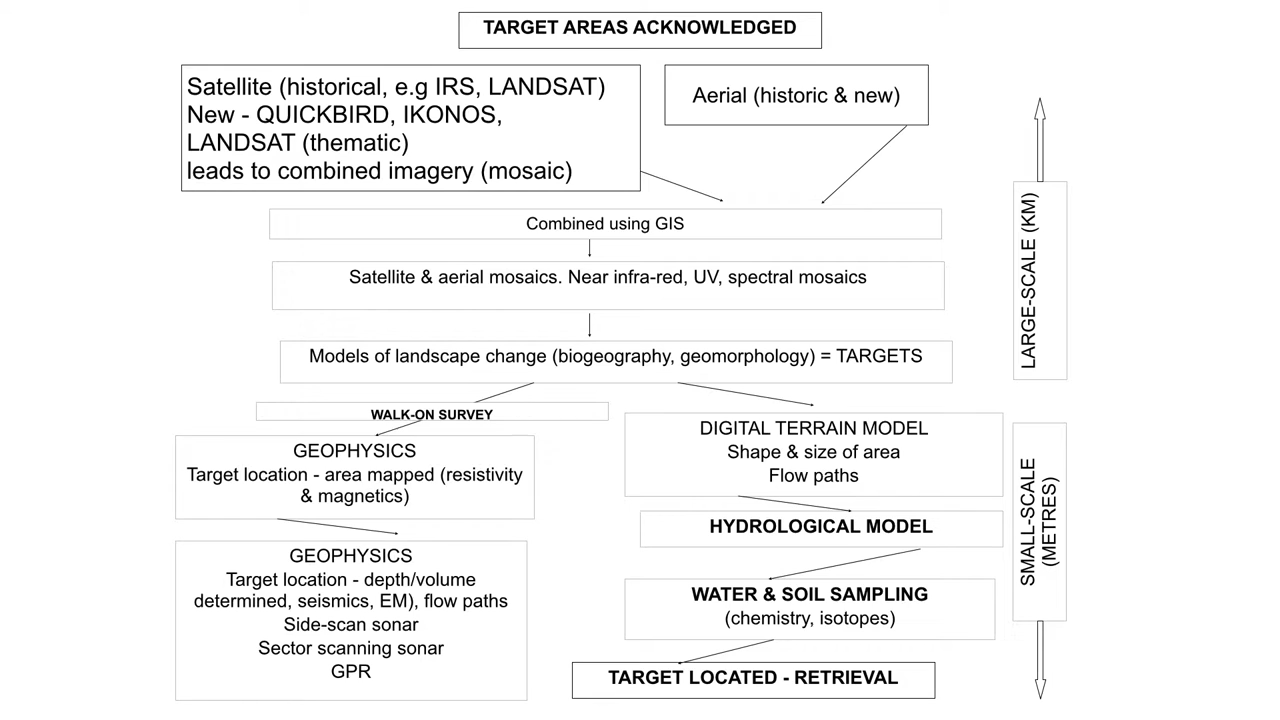 TARGET AREAS ACKNOWLEDGED
Satellite (historical, e.g IRS, LANDSAT)
New - QUICKBIRD, IKONOS,
LANDSAT (thematic)
leads to combined imagery (mosaic)
Aerial (historic & new)
Combined using GIS
Satellite & aerial mosaics. Near infra-red, UV, spectral mosaics
Models of landscape change (biogeography, geomorphology) = TARGETS
WALK-ON SURVEY
GEOPHYSICS
Target location - area mapped (resistivity
& magnetics)
GEOPHYSICS
Target location - depth/volume
determined, seismics, EM), flow paths
Side-scan sonar
Sector scanning sonar
GPR
DIGITAL TERRAIN MODEL
Shape & size of area
Flow paths
HYDROLOGICAL MODEL
WATER & SOIL SAMPLING
(chemistry, isotopes)
TARGET LOCATED - RETRIEVAL
LARGE-SCALE (KM)
SMALL-SCALE
(METRES)